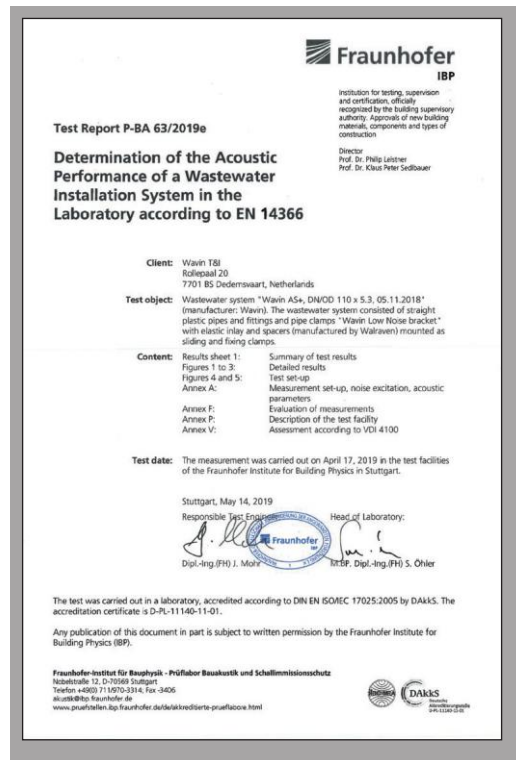 Fraunhofer
IBP
Institution for testing, supervision
and certification, officially
recognized by the building supervisory
authority. Approvals of new building
materials, components and types of
construction
Director
Prof. Dr. Philip Leistner
Prof. Dr. Klaus Peter Sedlbauer
Test Report P-BA 63/2019e
Determination of the Acoustic
Performance of a Wastewater
Installation System in the
Laboratory according to EN 14366
Client: Wavin T&I
Rollepaal 20
7701 BS Dedemsvaart, Netherlands
Test object: Wastewater system "Wavin AS+, DN/OD 110 x 5.3, 05.11.2018"
(manufacturer: Wavin). The wastewater system consisted of straight
plastic pipes and fittings and pipe clamps "Wavin Low Noise bracket"
with elastic inlay and spacers (manufactured by Walraven) mounted as
sliding and fixing clamps.
Content: Results sheet 1: Summary of test results
Figures 1 to 3: Detailed results
Figures 4 and 5: Test set-up
Annex A: Measurement set-up, noise excitation, acoustic
parameters
Annex F: Evaluation of measurements
Annex P: Description of the test facility
Annex V: Assessment according to VDI 4100
Test date: The measurement was carried out on April 17, 2019 in the test facilities
of the Fraunhofer Institute for Building Physics in Stuttgart.
Stuttgart, May 14, 2019
Responsible Test Engineer: Head of Laboratory:
Fraunhofer
IBP
Dipl.-Ing.(FH) J. Mohr M.BP. Dipl.-Ing.(FH) S. Öhler
The test was carried out in a laboratory, accredited according to DIN EN ISO/IEC 17025:2005 by DAkkS. The
accreditation certificate is D-PL-11140-11-01.
Any publication of this document in part is subject to written permission by the Fraunhofer Institute for
Building Physics (IBP).
Fraunhofer-Institut für Bauphysik - Prüflabor Bauakustik und Schallimmissionsschutz
Nobelstraße 12, D-70569 Stuttgart
Telefon +49(0) 711/970-3314; Fax -3406
akustik@ibp.fraunhofer.de
www.pruefstellen.ibp.fraunhofer.de/de/akkreditierte-prueflabore.html
DAkkS
Deutsche
Akkreditierungsstelle
D-PL-11140-11-01